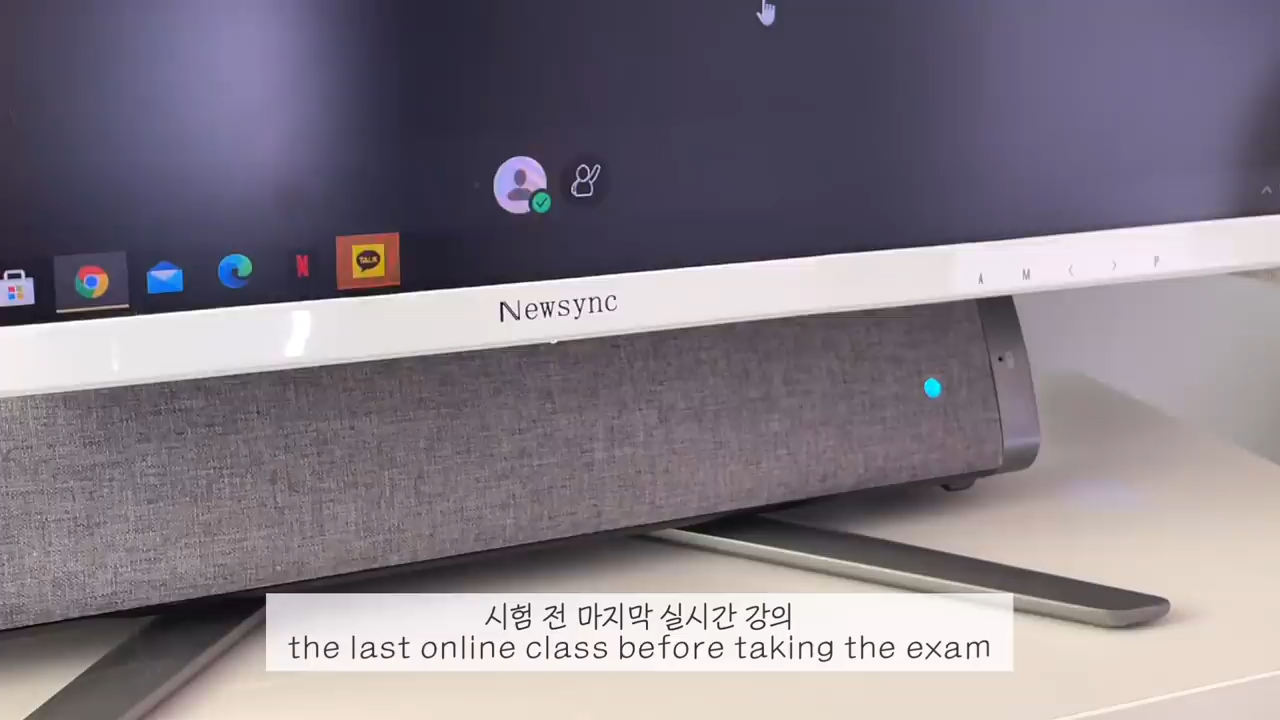 TALK
Newsync
A M < > P
시험 전 마지막 실시간 강의
the last online class before taking the exam